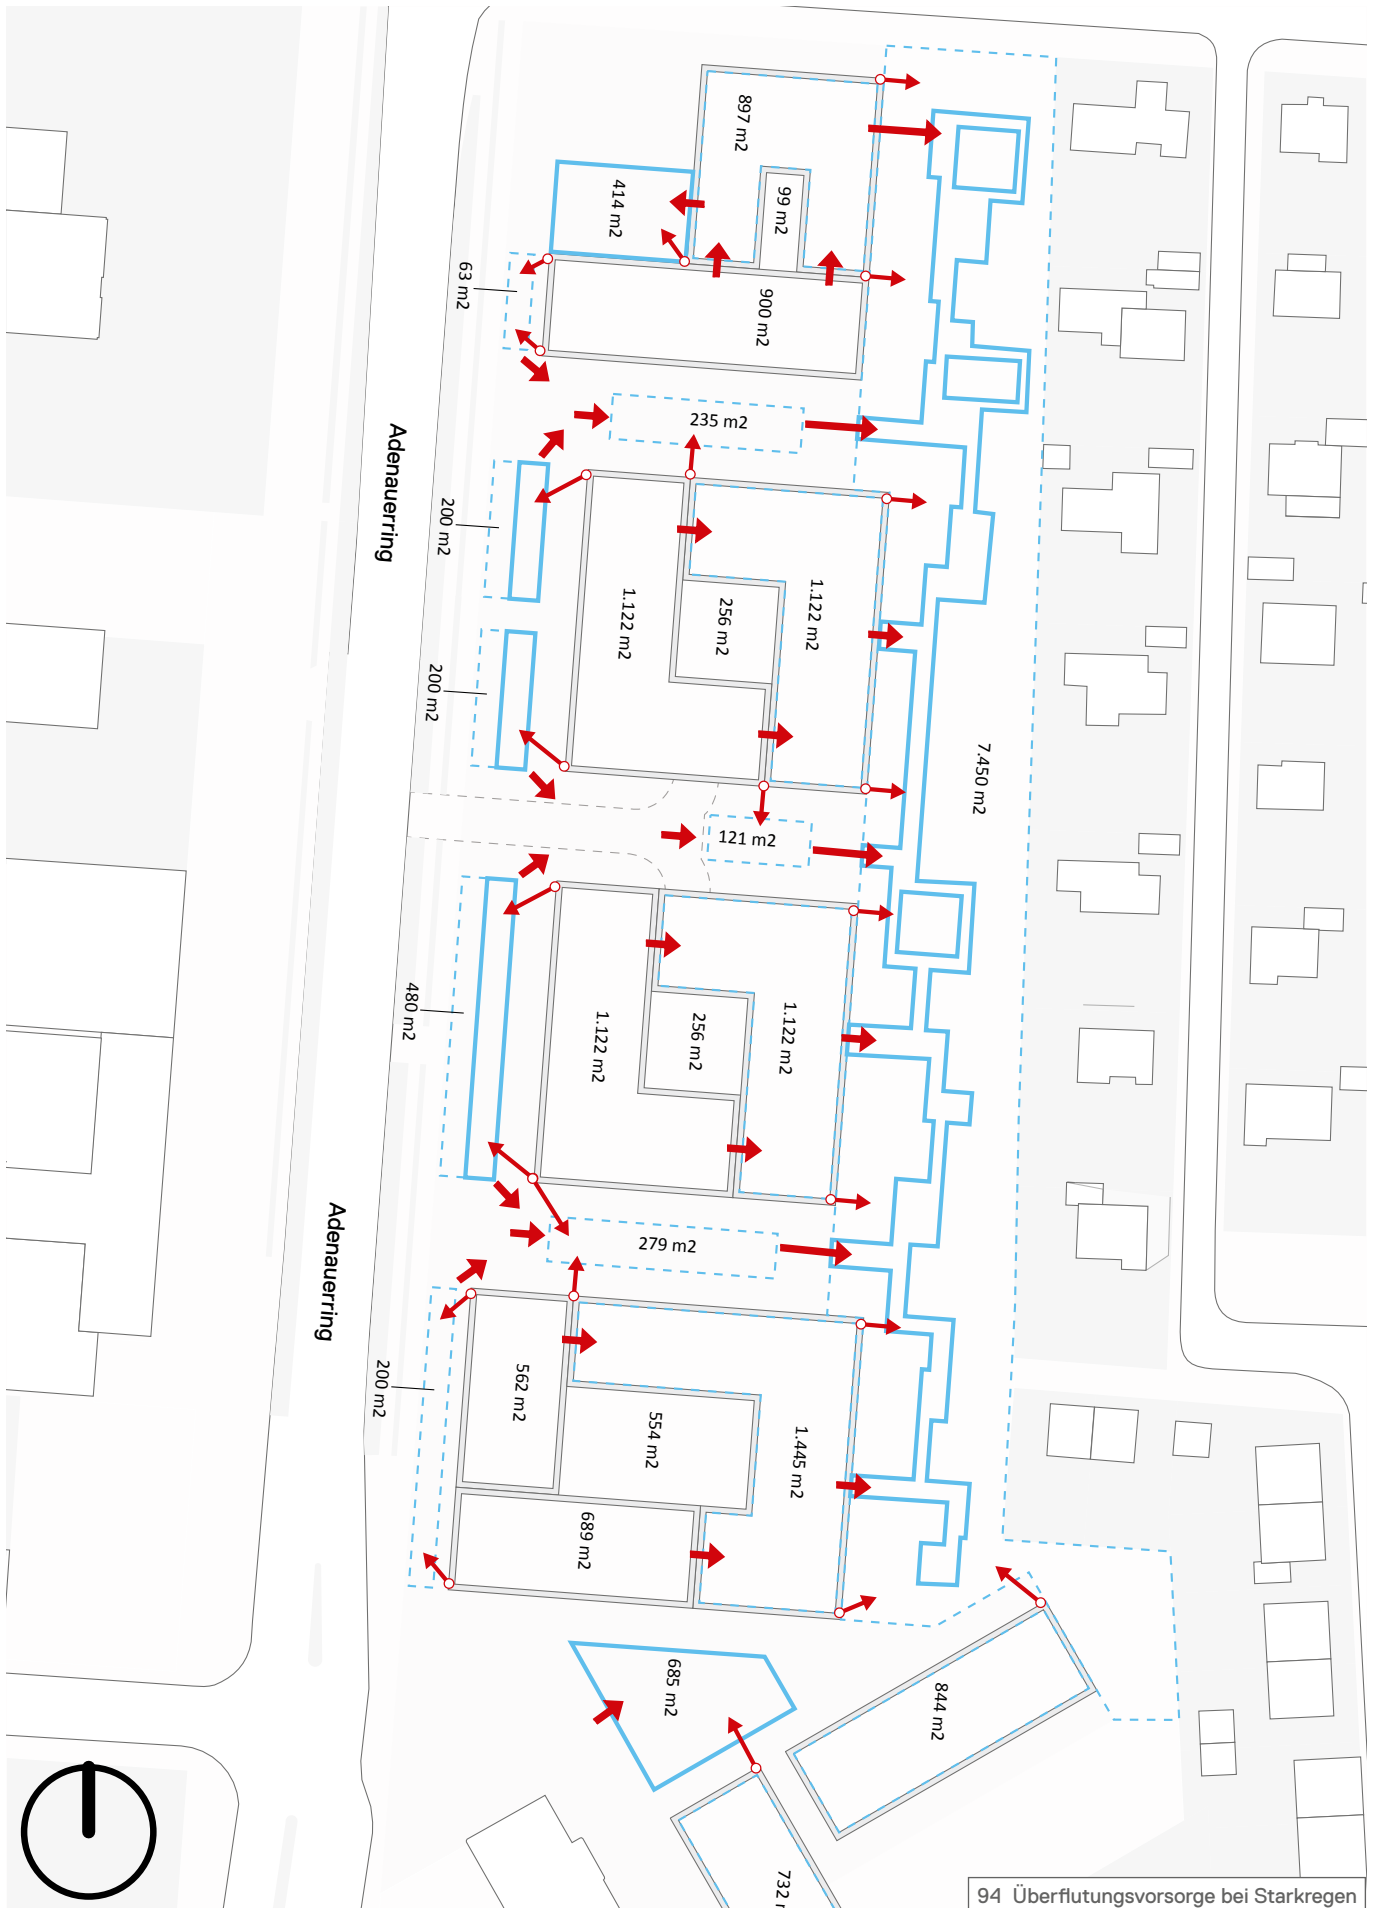 897 m2
99 m2
414 m2
63 m2
900 m2
235 m2
Adenauerring
200 m2
1.122 m2
256 m2
1.122 m2
200 m2
7.450 m2
121 m2
480 m2
1.122 m2
256 m2
1.122 m2
279 m2
Adenauerring
200 m2
562 m2
554 m2
1.445 m2
689 m2
685 m2
844 m2
732
94 Überflutungsvorsorge bei Starkregen